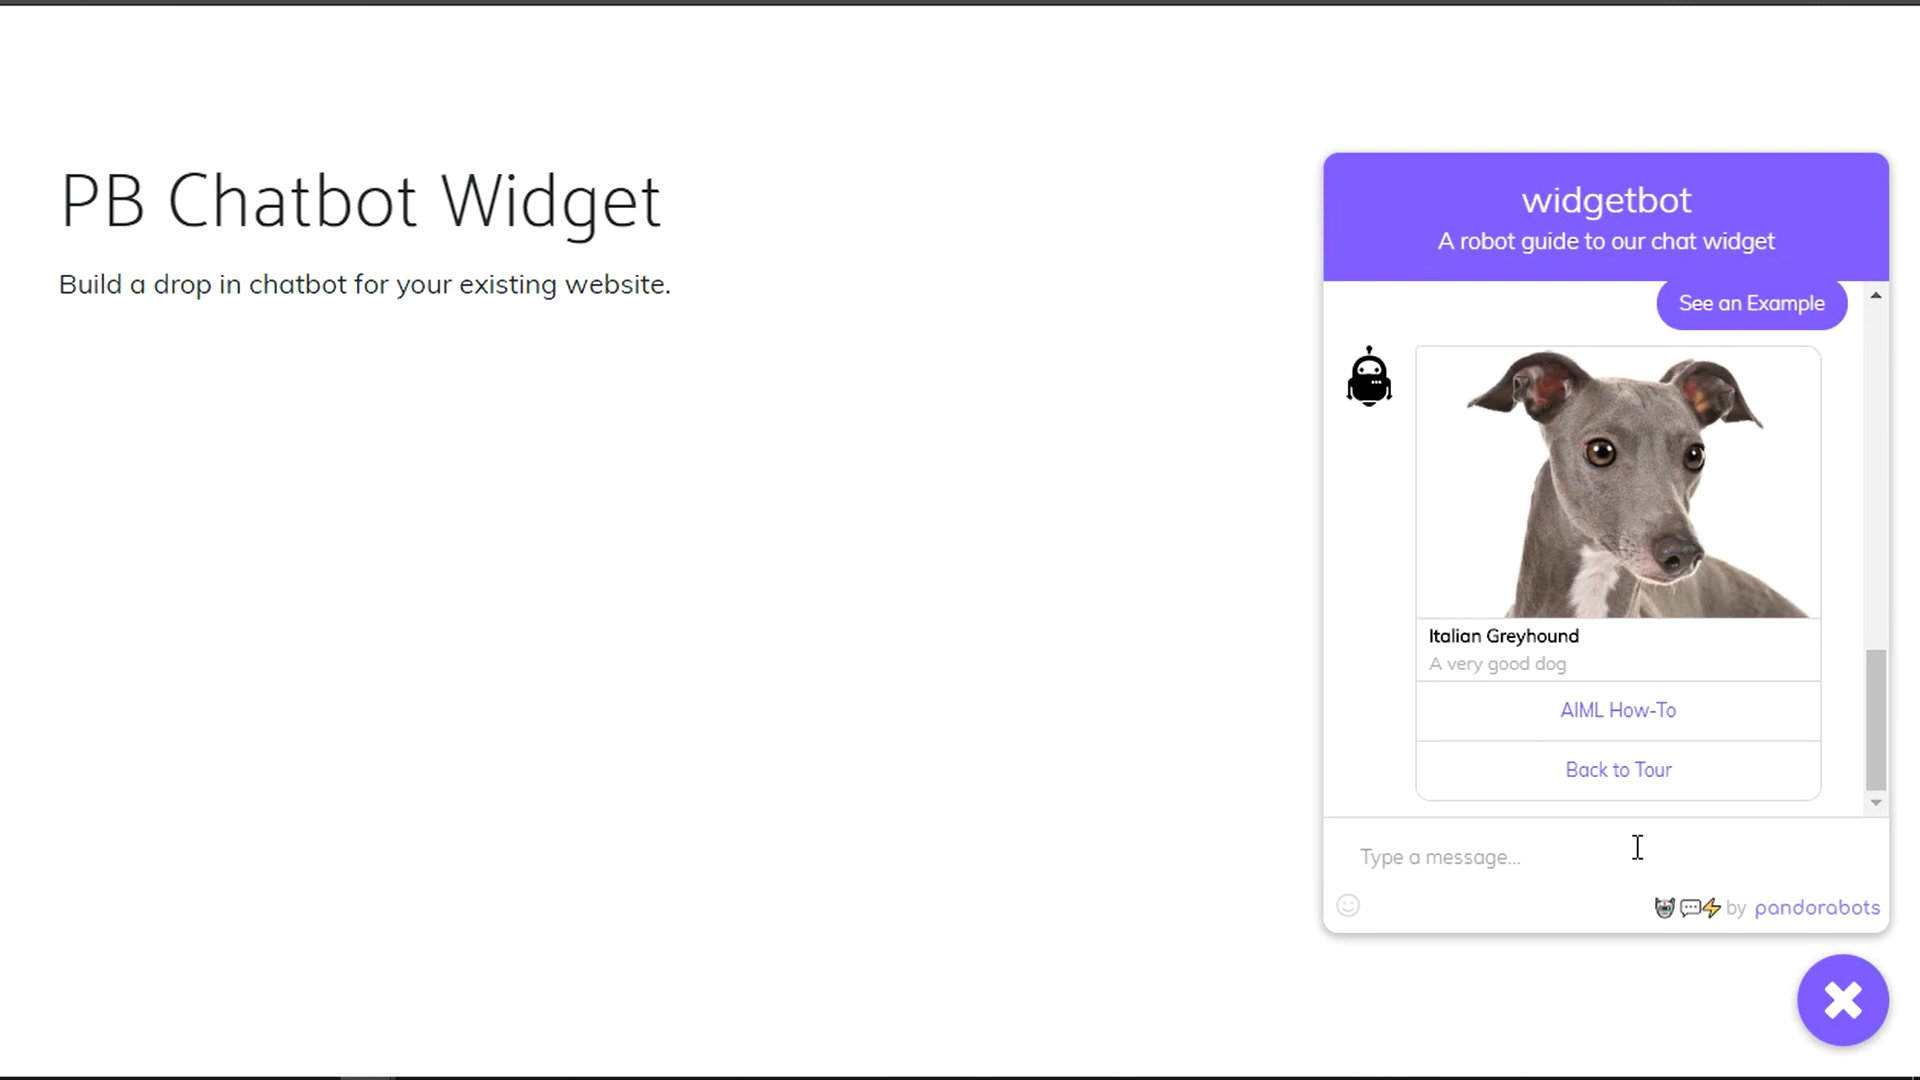 PB Chatbot Widget
Build a drop in chatbot for your existing website.
widgetbot
A robot guide to our chat widget
See an Example
Italian Greyhound
A very good dog
AIML How-To
Back to Tour
Type a message...
by pandorabots